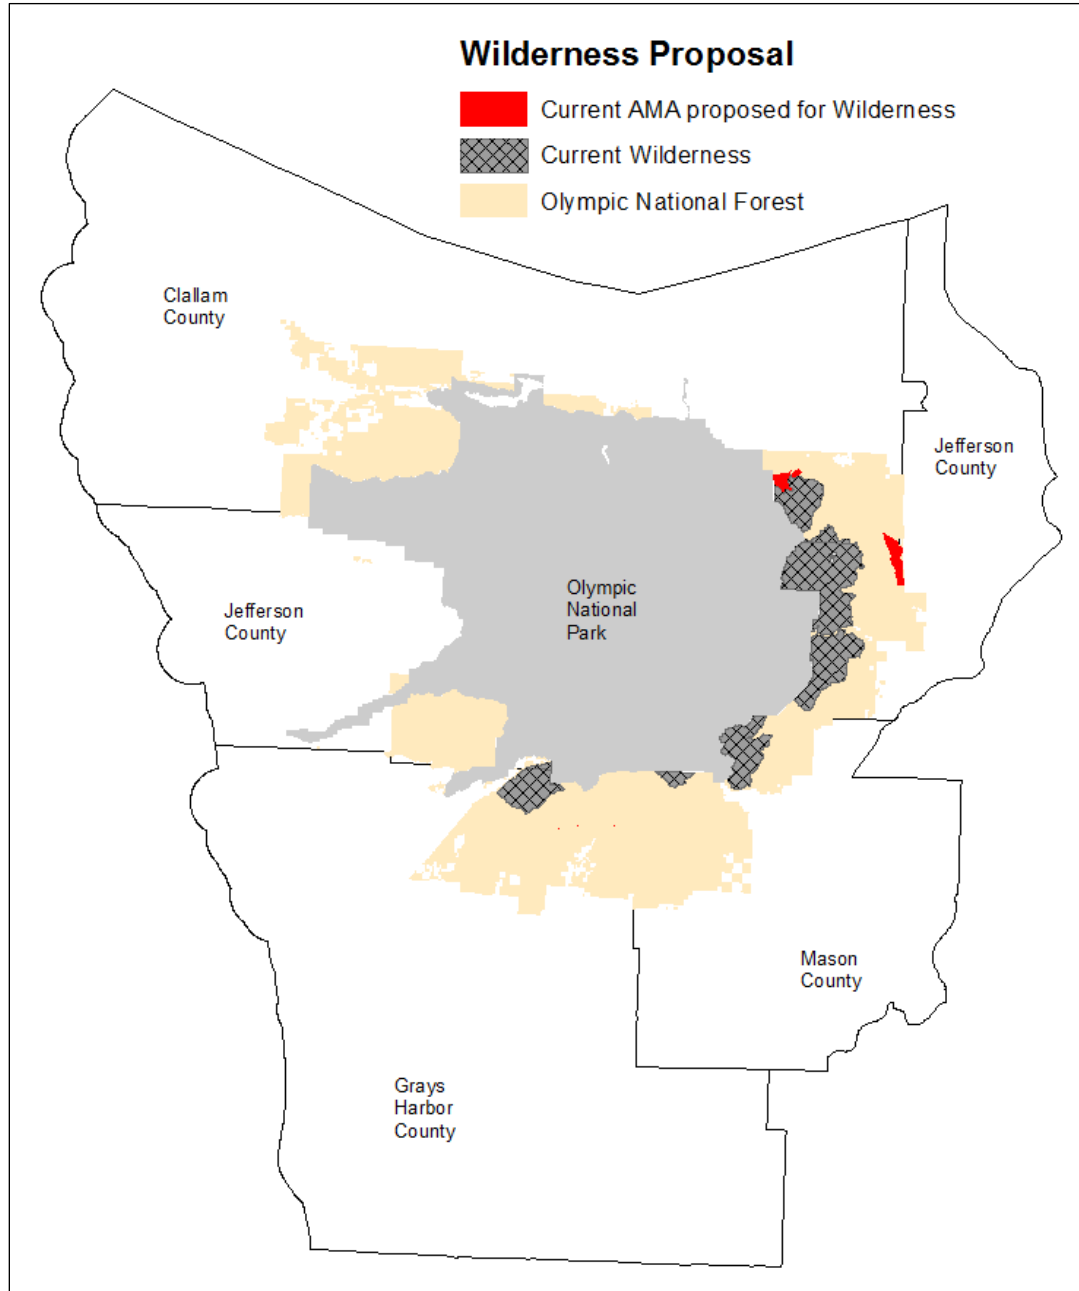 Wilderness Proposal
Current AMA proposed for Wilderness
Current Wilderness
Olympic National Forest
Clallam
County
Jefferson
County
Olympic
National
Park
Jefferson
County
Mason
County
Grays
Harbor
County